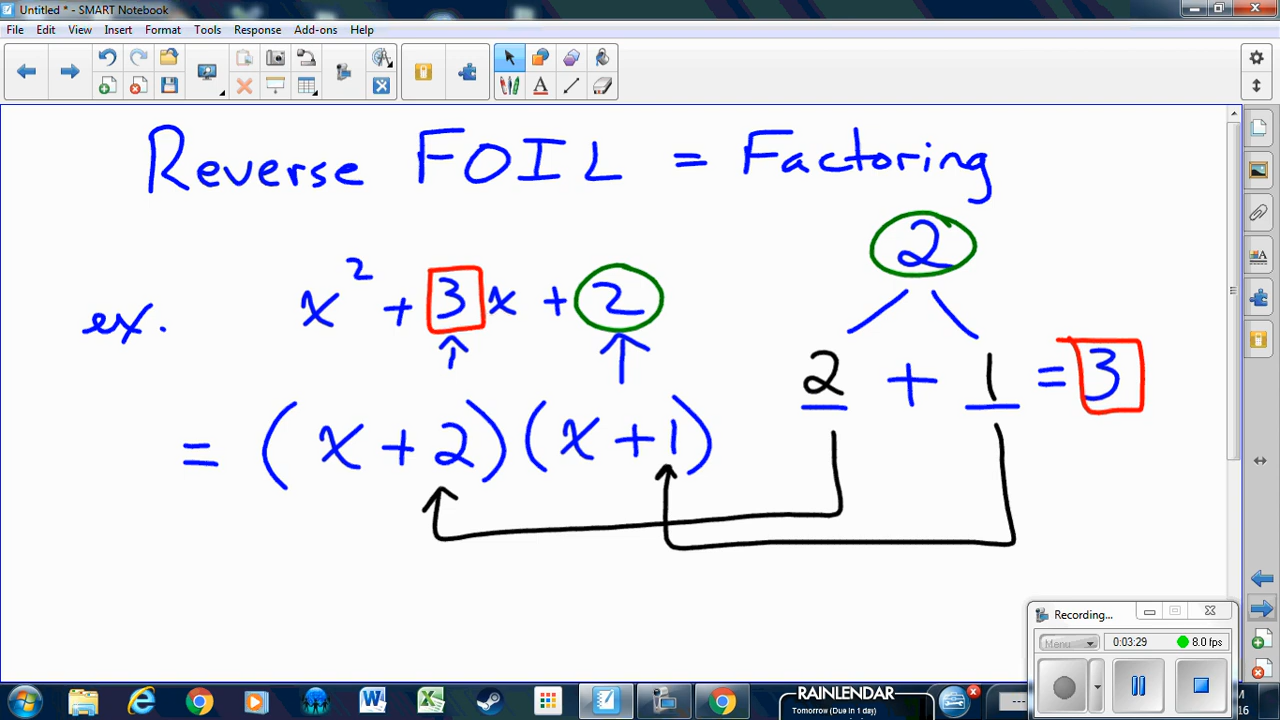 Untitled * - SMART Notebook
File Edit View Insert Format Tools Response Add-ons Help
Reverse FOIL = Factoring
2
ex. x² + 3x + 2
2 + 1 = 3
= (x + 2)(x + 1)
Recording...
Menu 0:03:29 8.0 fps
RAINLENDAR
Tomorrow (Due in 1 day)